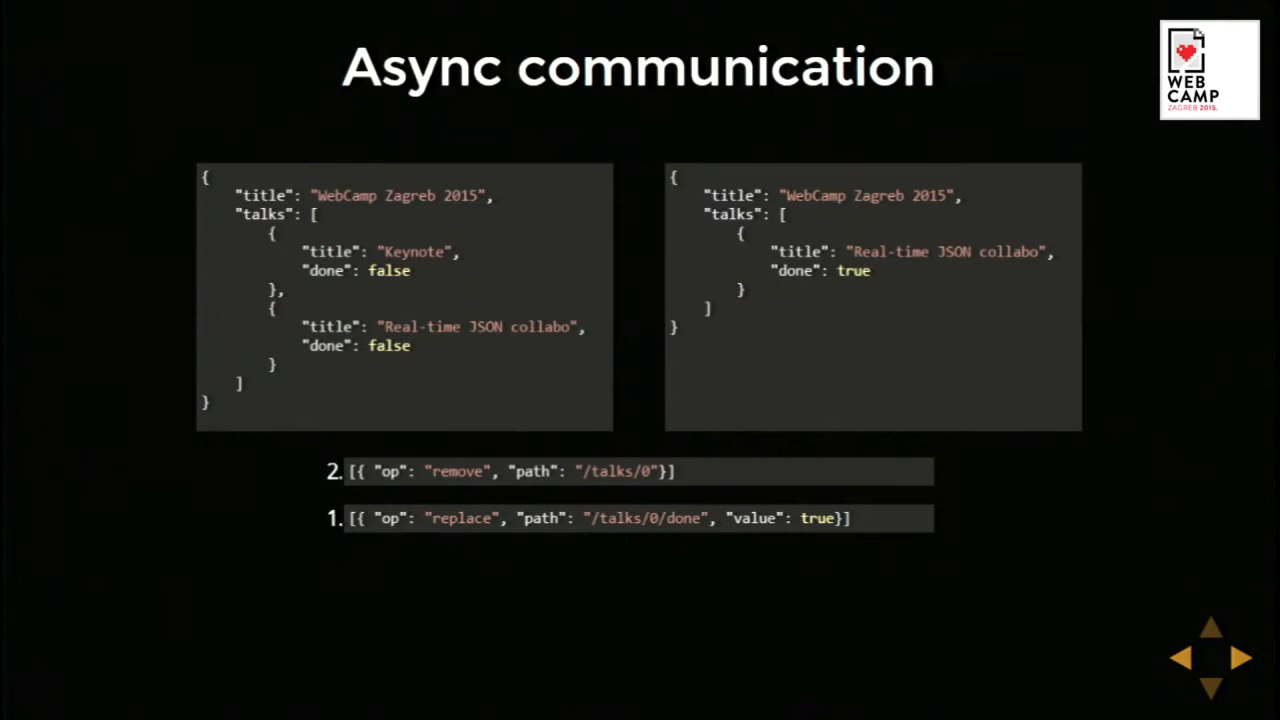 Async communication
WEB
CAMP
ZAGREB 2015.
{
    "title": "WebCamp Zagreb 2015",
    "talks": [
        {
            "title": "Keynote",
            "done": false
        },
        {
            "title": "Real-time JSON collabo",
            "done": false
        }
    ]
}
{
    "title": "WebCamp Zagreb 2015",
    "talks": [
        {
            "title": "Real-time JSON collabo",
            "done": true
        }
    ]
}
2. [{ "op": "remove", "path": "/talks/0"}]
1. [{ "op": "replace", "path": "/talks/0/done", "value": true}]